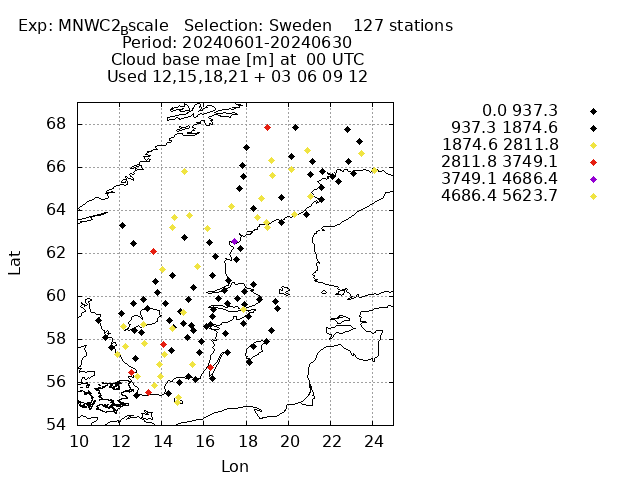 Exp: MNWC2Bscale   Selection: Sweden    127 stations
Period: 20240601-20240630
Cloud base mae [m] at  00 UTC
Used 12,15,18,21 + 03 06 09 12
0.0 937.3
937.3 1874.6
1874.6 2811.8
2811.8 3749.1
3749.1 4686.4
4686.4 5623.7
68
66
64
62
60
58
56
54
Lat
10 12 14 16 18 20 22 24
Lon